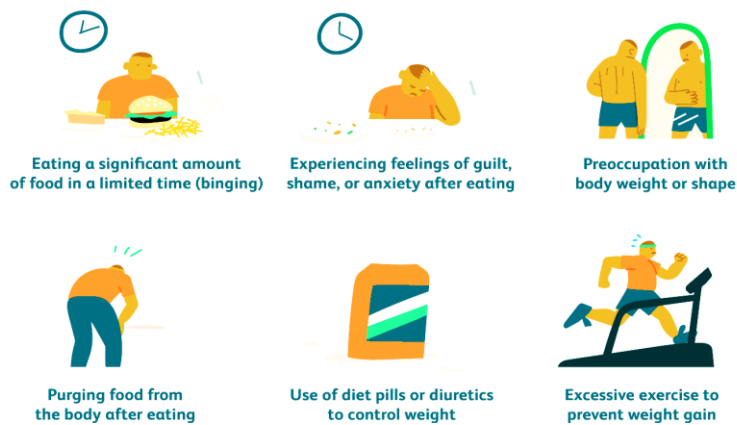 Eating a significant amount
of food in a limited time (binging)
Experiencing feelings of guilt,
shame, or anxiety after eating
Preoccupation with
body weight or shape
Purging food from
the body after eating
Use of diet pills or diuretics
to control weight
Excessive exercise to
prevent weight gain